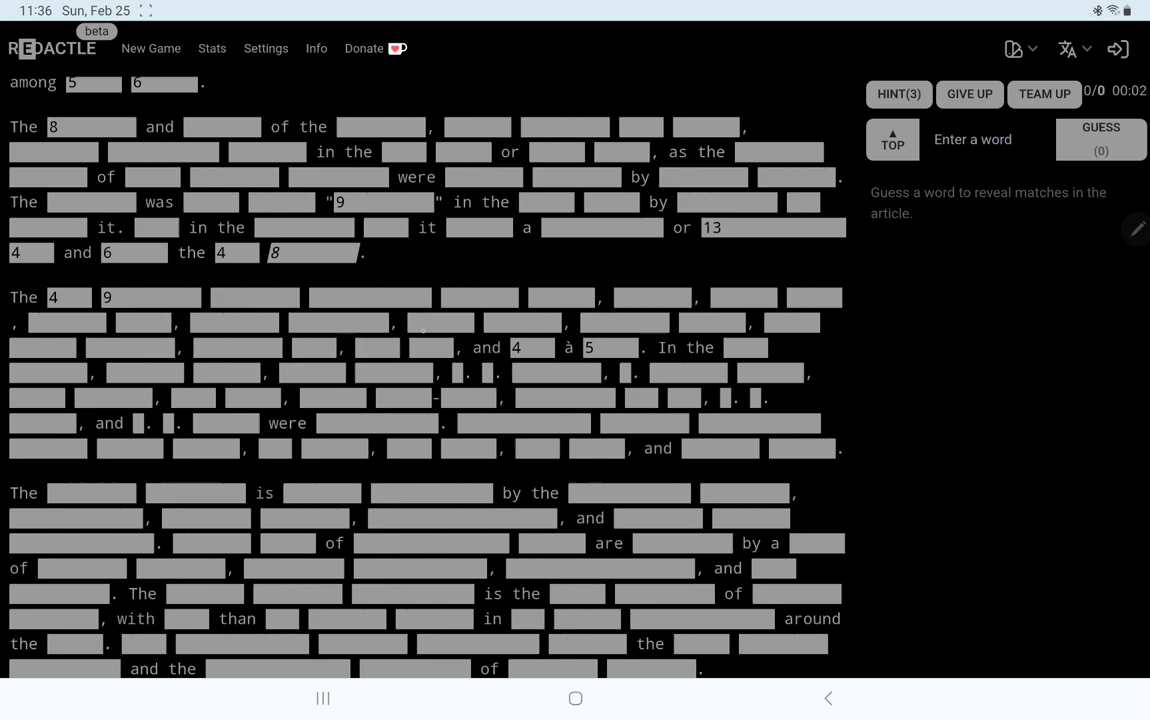 11:36 Sun, Feb 25
beta
REDACTLE New Game Stats Settings Info Donate
among 5 6 .
HINT(3) GIVE UP TEAM UP 0/0 00:02
The 8 and of the , ,
▲ TOP Enter a word GUESS (0)
in the or , as the
of were by .
Guess a word to reveal matches in the article.
The was "9 " in the by
it. in the it a or 13
4 and 6 the 4 8 .
The 4 9 , ,
, , , , ,
, , , and 4 à 5 . In the
, , , . . , . ,
, , - , , . .
, and . . were .
, , , , and .
The is by the ,
, , , and
. of are by a
of , , , and
. The is the of
, with than in around
the . the
and the of .